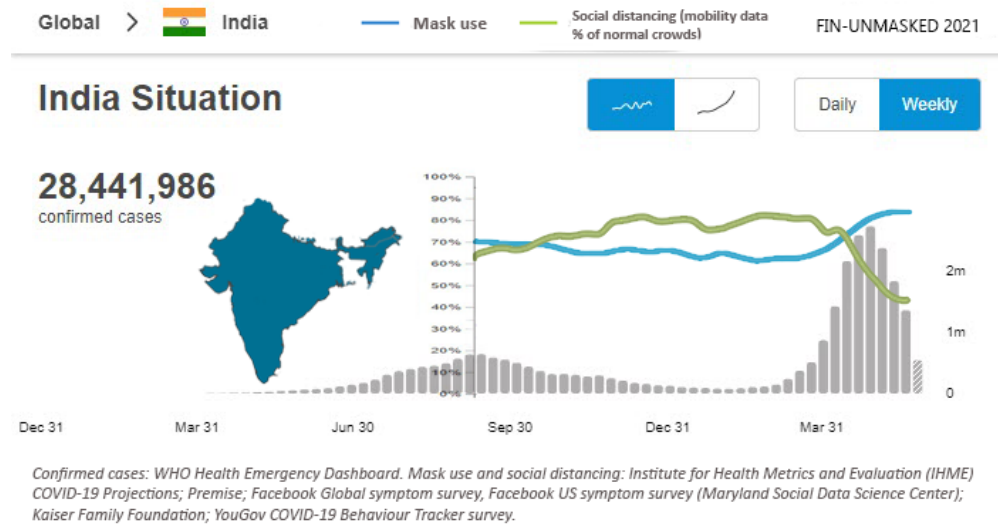 Global > India Mask use Social distancing (mobility data
% of normal crowds) FIN-UNMASKED 2021
India Situation Daily Weekly
28,441,986
confirmed cases
100%
90%
80%
70%
60%
50%
40%
30%
20%
10%
0%
2m
1m
0
Dec 31 Mar 31 Jun 30 Sep 30 Dec 31 Mar 31
Confirmed cases: WHO Health Emergency Dashboard. Mask use and social distancing: Institute for Health Metrics and Evaluation (IHME)
COVID-19 Projections; Premise; Facebook Global symptom survey, Facebook US symptom survey (Maryland Social Data Science Center);
Kaiser Family Foundation; YouGov COVID-19 Behaviour Tracker survey.